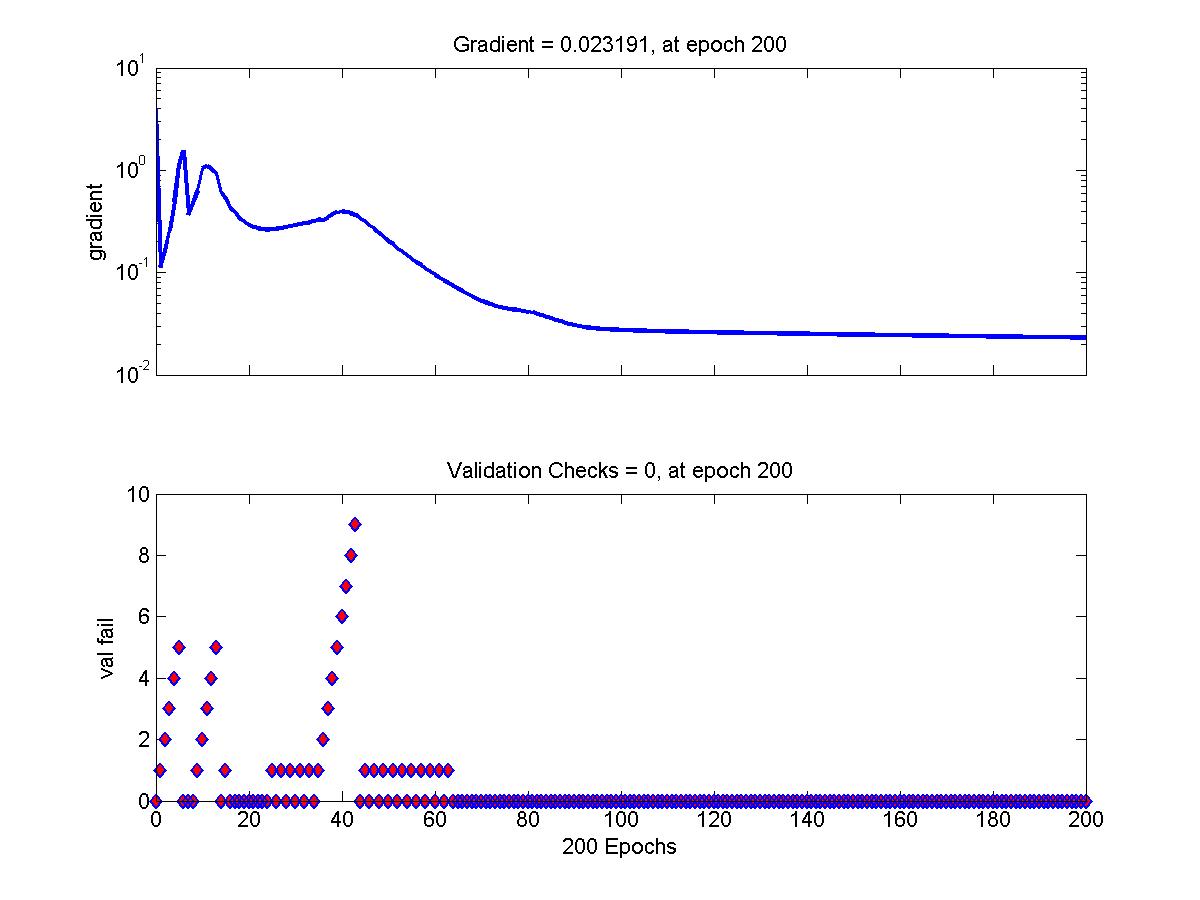 Gradient = 0.023191, at epoch 200
10^1
10^0
10^-1
10^-2
gradient
Validation Checks = 0, at epoch 200
10
8
6
4
2
0
val fail
0 20 40 60 80 100 120 140 160 180 200
200 Epochs